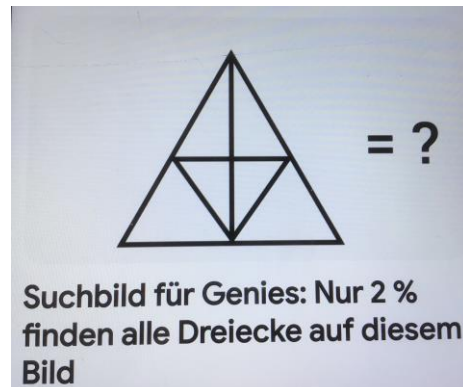 = ?
Suchbild für Genies: Nur 2 %
finden alle Dreiecke auf diesem
Bild